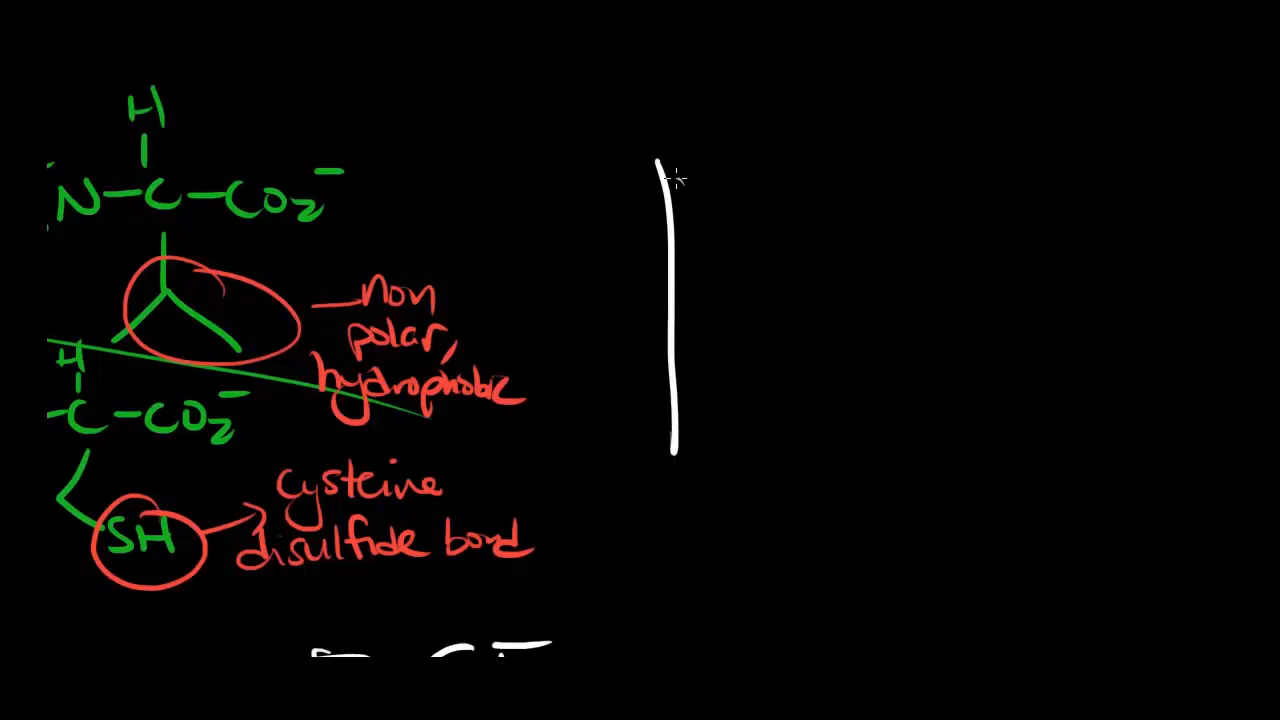 H
N-C-CO₂⁻
non
polar,
hydrophobic
H
-C-CO₂⁻
cysteine
SH
disulfide bond